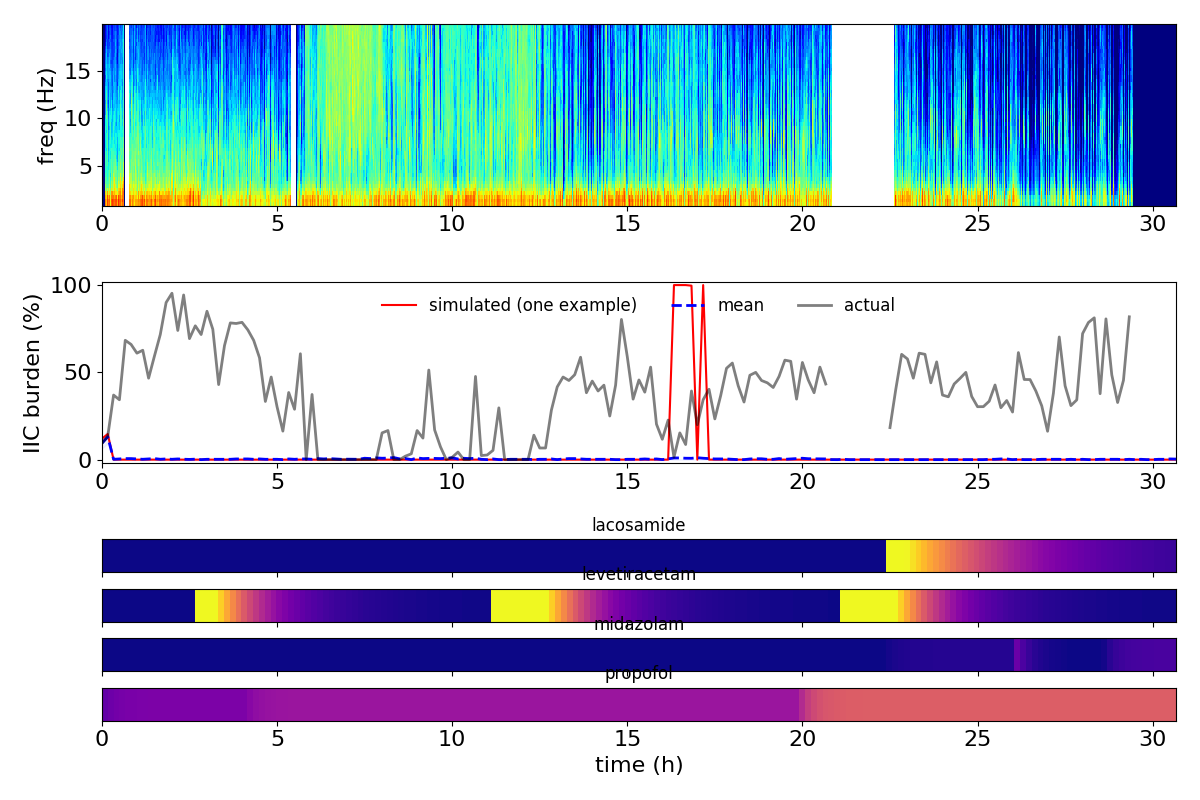 freq (Hz)
15
10
5
0 5 10 15 20 25 30
IIC burden (%)
100
50
0
simulated (one example) mean actual
0 5 10 15 20 25 30
lacosamide
levetiracetam
midazolam
propofol
0 5 10 15 20 25 30
time (h)